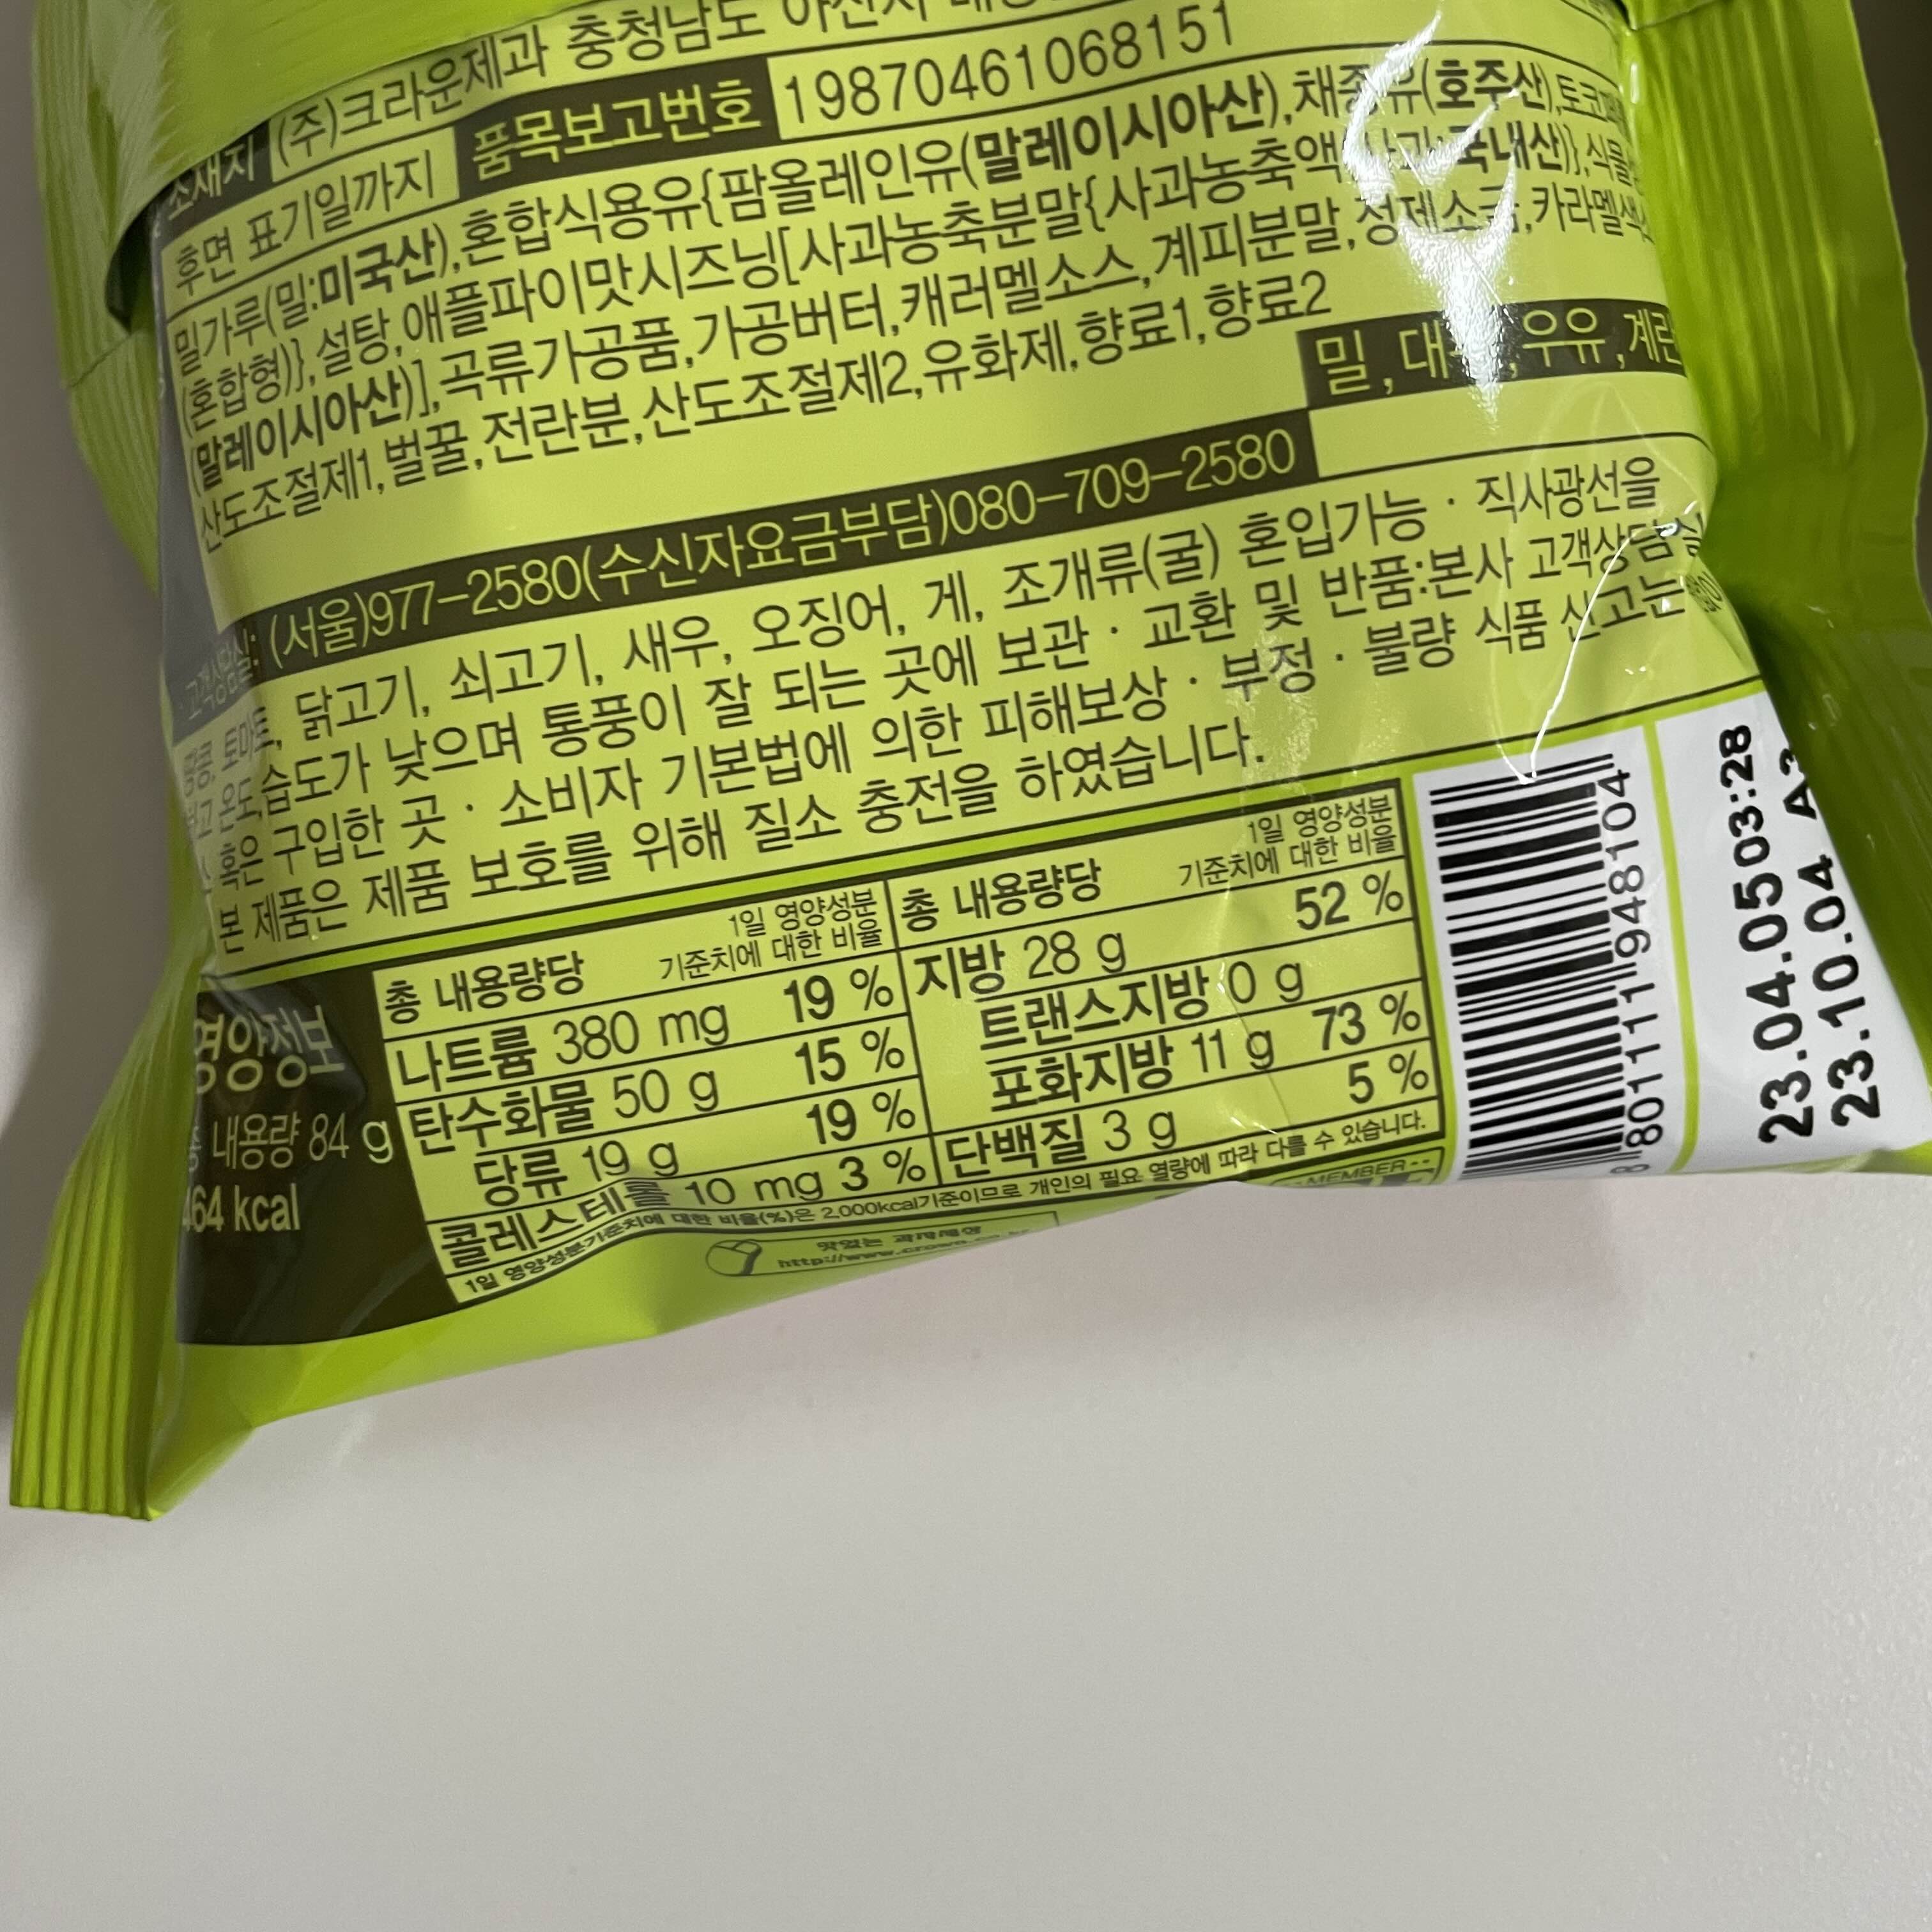 (주)크라운제과 충청남도
후면 표기일까지 품목보고번호 19870461068151
밀가루(밀:미국산),혼합식용유{팜올레인유(말레이시아산),채종유(호주산),
(혼합형)},설탕,애플파이맛시즈닝[사과농축분말{사과농축액 국내산)},
(말레이시아산)],곡류가공품,가공버터,캐러멜소스,계피분말,정제소금,카라멜색소
산도조절제1,벌꿀,전란분,산도조절제2,유화제,향료1,향료2
밀, 우유,계란
·고객상담실: (서울)977-2580(수신자요금부담)080-709-2580
토마토, 닭고기, 쇠고기, 새우, 오징어, 게, 조개류(굴) 혼입가능 · 직사광선을
온도,습도가 낮으며 통풍이 잘 되는 곳에 보관 · 교환 및 반품:본사 고객상담실
혹은 구입한 곳 · 소비자 기본법에 의한 피해보상 · 부정 · 불량 식품 신고는
본 제품은 제품 보호를 위해 질소 충전을 하였습니다.
영양정보
총 내용량 84 g
464 kcal
총 내용량당 1일 영양성분 기준치에 대한 비율
나트륨 380 mg 19 %
탄수화물 50 g 15 %
당류 19 g 19 %
콜레스테롤 10 mg 3 %
총 내용량당 1일 영양성분 기준치에 대한 비율
지방 28 g 52 %
트랜스지방 0 g
포화지방 11 g 73 %
단백질 3 g 5 %
1일 영양성분기준치에 대한 비율(%)은 2,000kcal기준이므로 개인의 필요 열량에 따라 다를 수 있습니다.
MEMBER
8 801111 948104
23.04.05 03:28
23.10.04